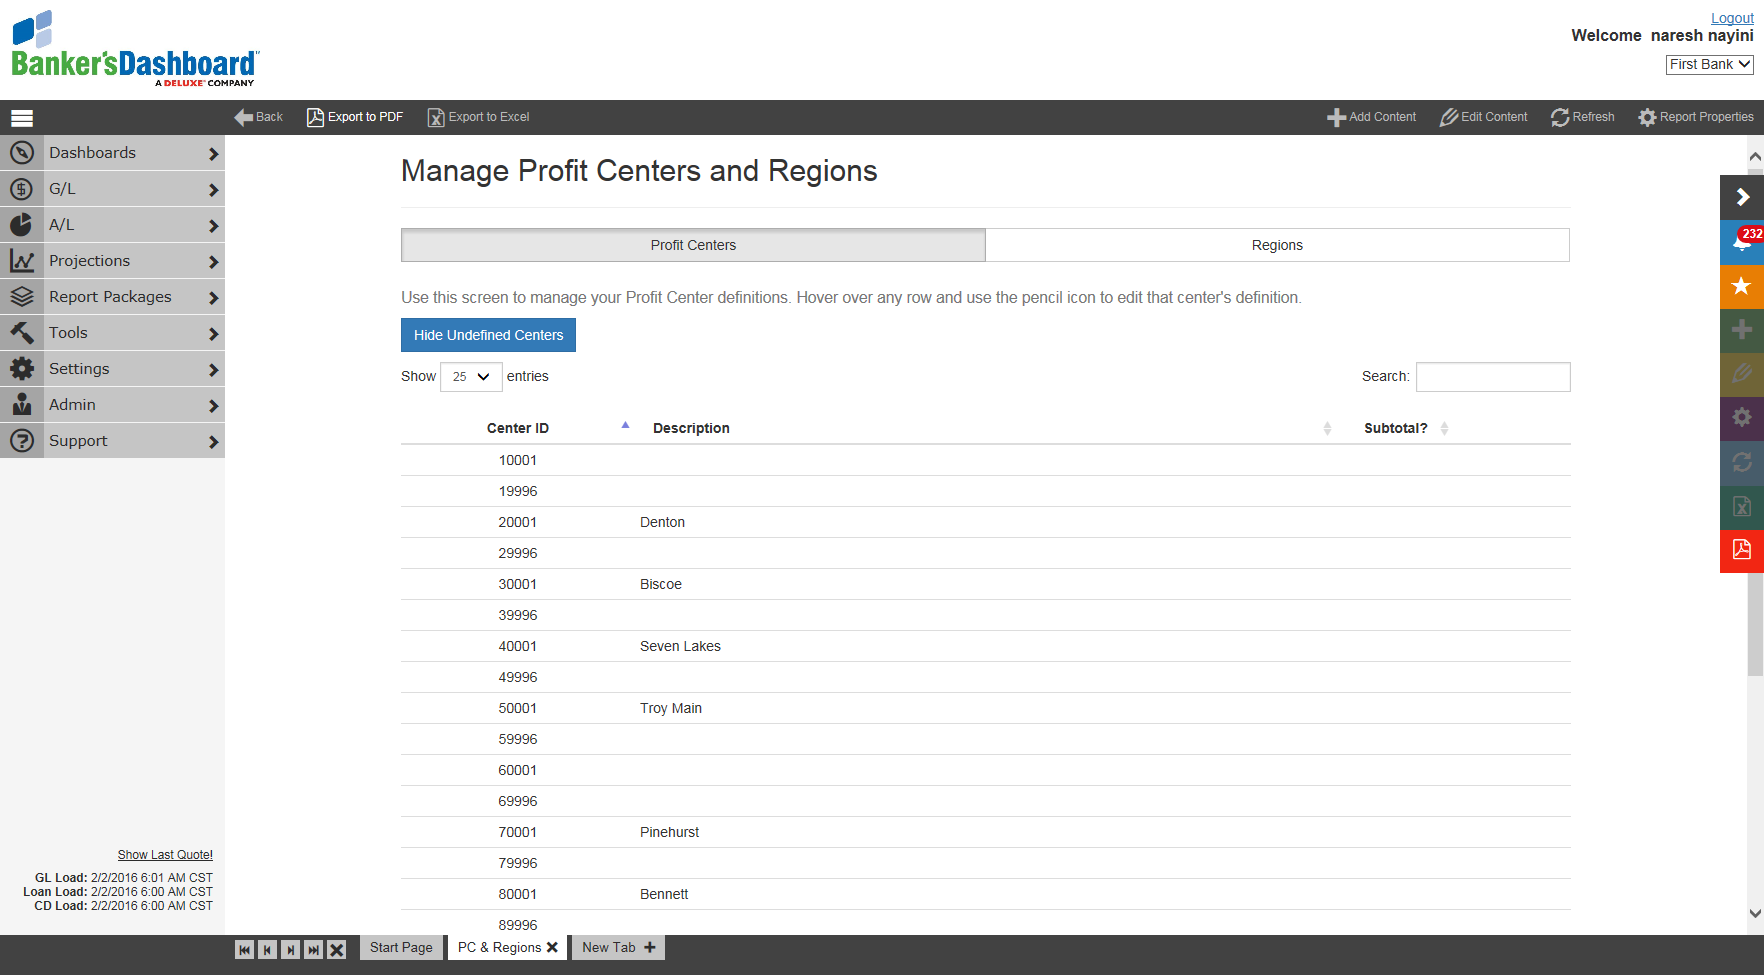 Banker'sDashboard
A DELUXE COMPANY
Logout
Welcome naresh nayini
First Bank
Back
Export to PDF
Export to Excel
Add Content
Edit Content
Refresh
Report Properties
Dashboards
G/L
A/L
Projections
Report Packages
Tools
Settings
Admin
Support
Manage Profit Centers and Regions
Profit Centers
Regions
Use this screen to manage your Profit Center definitions. Hover over any row and use the pencil icon to edit that center's definition.
Hide Undefined Centers
Show 25 entries
Search:
Center ID Description Subtotal?
10001
19996
20001 Denton
29996
30001 Biscoe
39996
40001 Seven Lakes
49996
50001 Troy Main
59996
60001
69996
70001 Pinehurst
79996
80001 Bennett
89996
232
Show Last Quote!
GL Load: 2/2/2016 6:01 AM CST
Loan Load: 2/2/2016 6:00 AM CST
CD Load: 2/2/2016 6:00 AM CST
Start Page
PC & Regions
New Tab